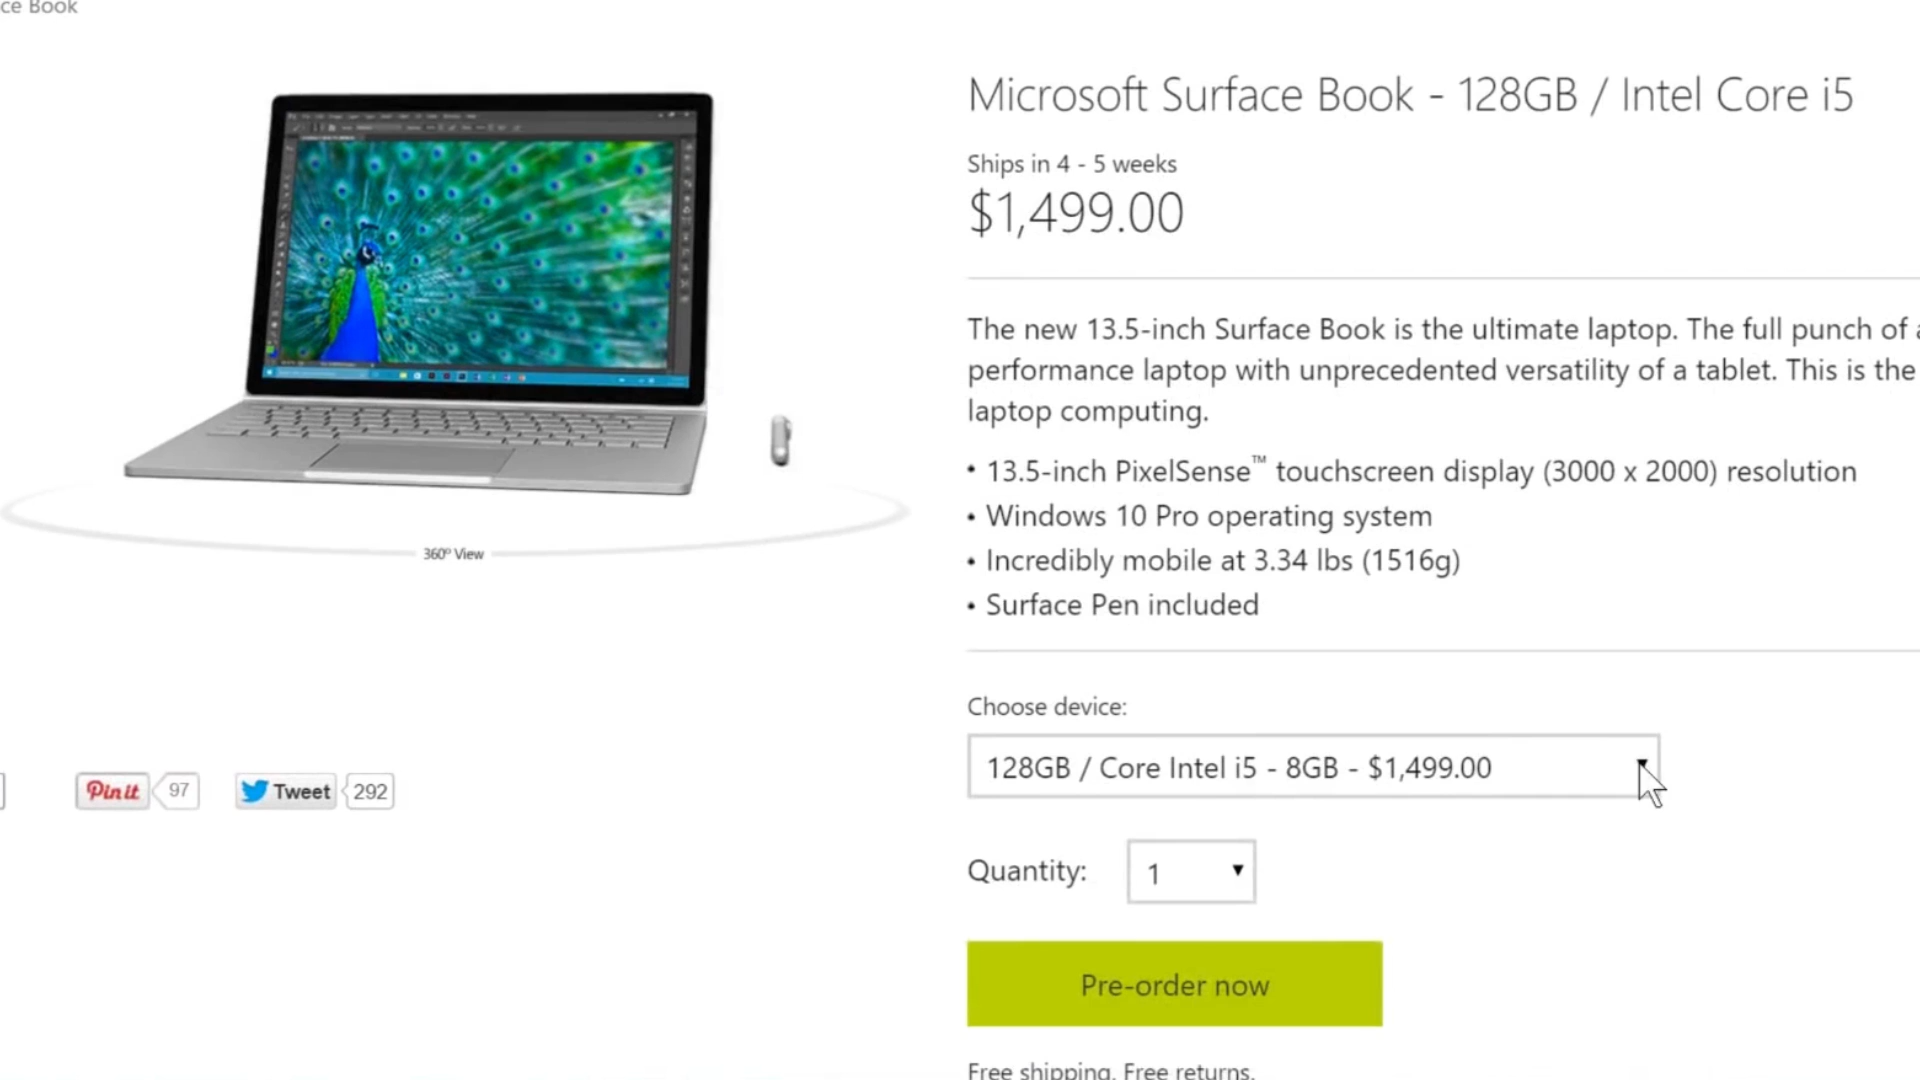 ce Book
Microsoft Surface Book - 128GB / Intel Core i5
Ships in 4 - 5 weeks
$1,499.00
The new 13.5-inch Surface Book is the ultimate laptop. The full punch of a
performance laptop with unprecedented versatility of a tablet. This is the
laptop computing.
• 13.5-inch PixelSense™ touchscreen display (3000 x 2000) resolution
• Windows 10 Pro operating system
• Incredibly mobile at 3.34 lbs (1516g)
• Surface Pen included
360º View
Choose device:
128GB / Core Intel i5 - 8GB - $1,499.00
Pin it 97 Tweet 292
Quantity: 1
Pre-order now
Free shipping. Free returns.